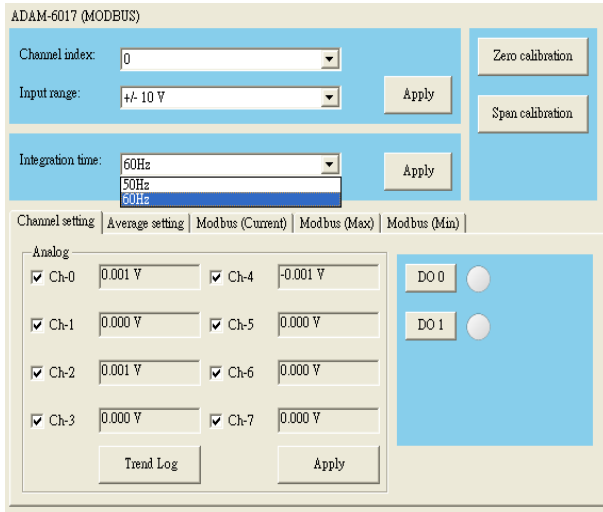 ADAM-6017 (MODBUS)
Channel index: 0
Input range: +/- 10 V
Apply
Zero calibration
Span calibration
Integration time: 60Hz
50Hz
60Hz
Apply
Channel setting Average setting Modbus (Current) Modbus (Max) Modbus (Min)
Analog
Ch-0 0.001 V Ch-4 -0.001 V DO 0
Ch-1 0.000 V Ch-5 0.000 V DO 1
Ch-2 0.001 V Ch-6 0.000 V
Ch-3 0.000 V Ch-7 0.000 V
Trend Log Apply